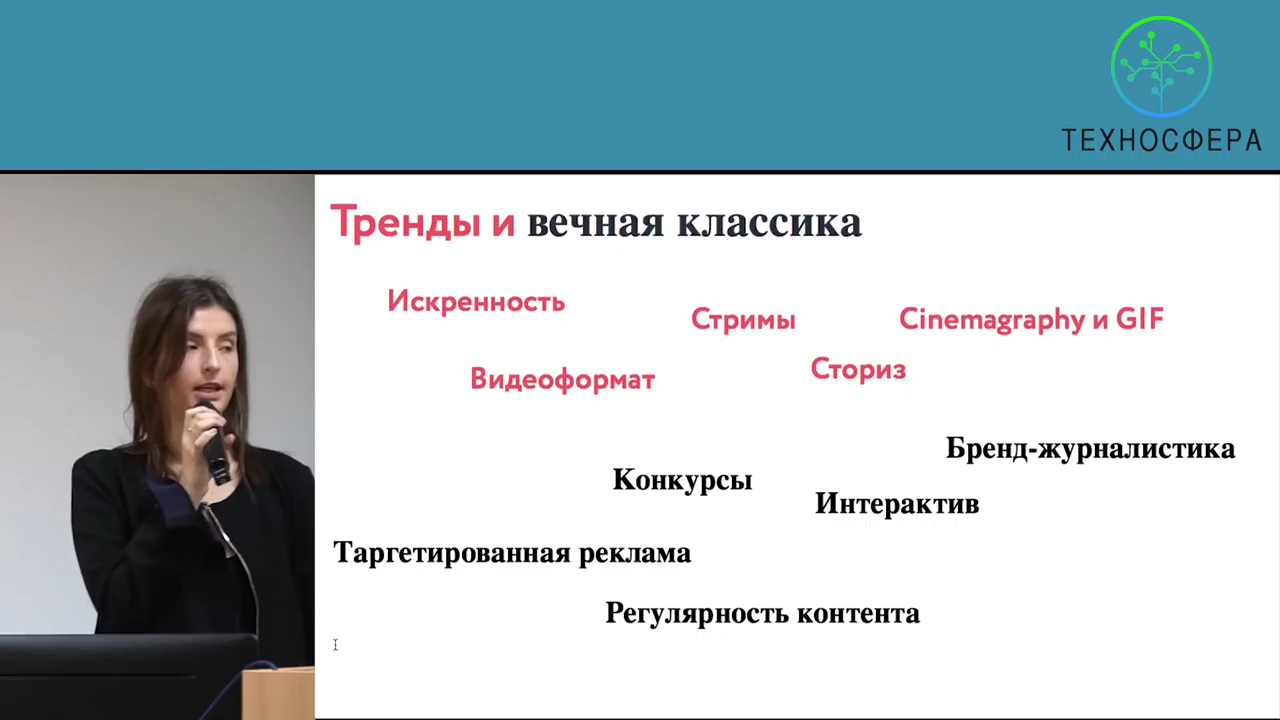 ТЕХНОСФЕРА
Тренды и вечная классика
Искренность
Стримы
Cinemagraphy и GIF
Видеоформат
Сториз
Бренд-журналистика
Конкурсы
Интерактив
Таргетированная реклама
Регулярность контента